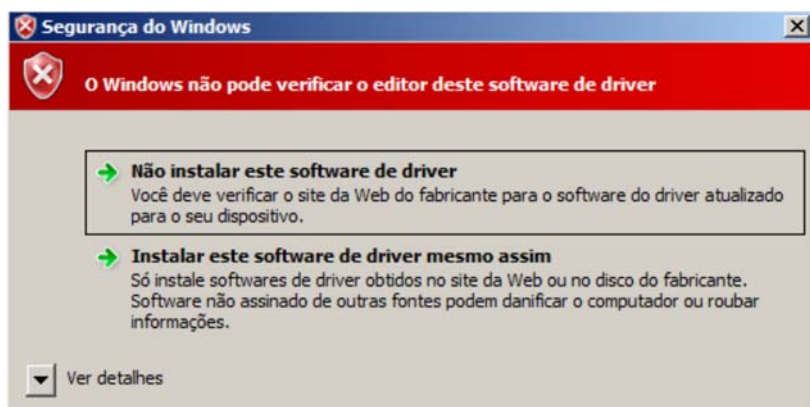 Segurança do Windows
O Windows não pode verificar o editor deste software de driver
Não instalar este software de driver
Você deve verificar o site da Web do fabricante para o software do driver atualizado
para o seu dispositivo.
Instalar este software de driver mesmo assim
Só instale softwares de driver obtidos no site da Web ou no disco do fabricante.
Software não assinado de outras fontes podem danificar o computador ou roubar
informações.
Ver detalhes